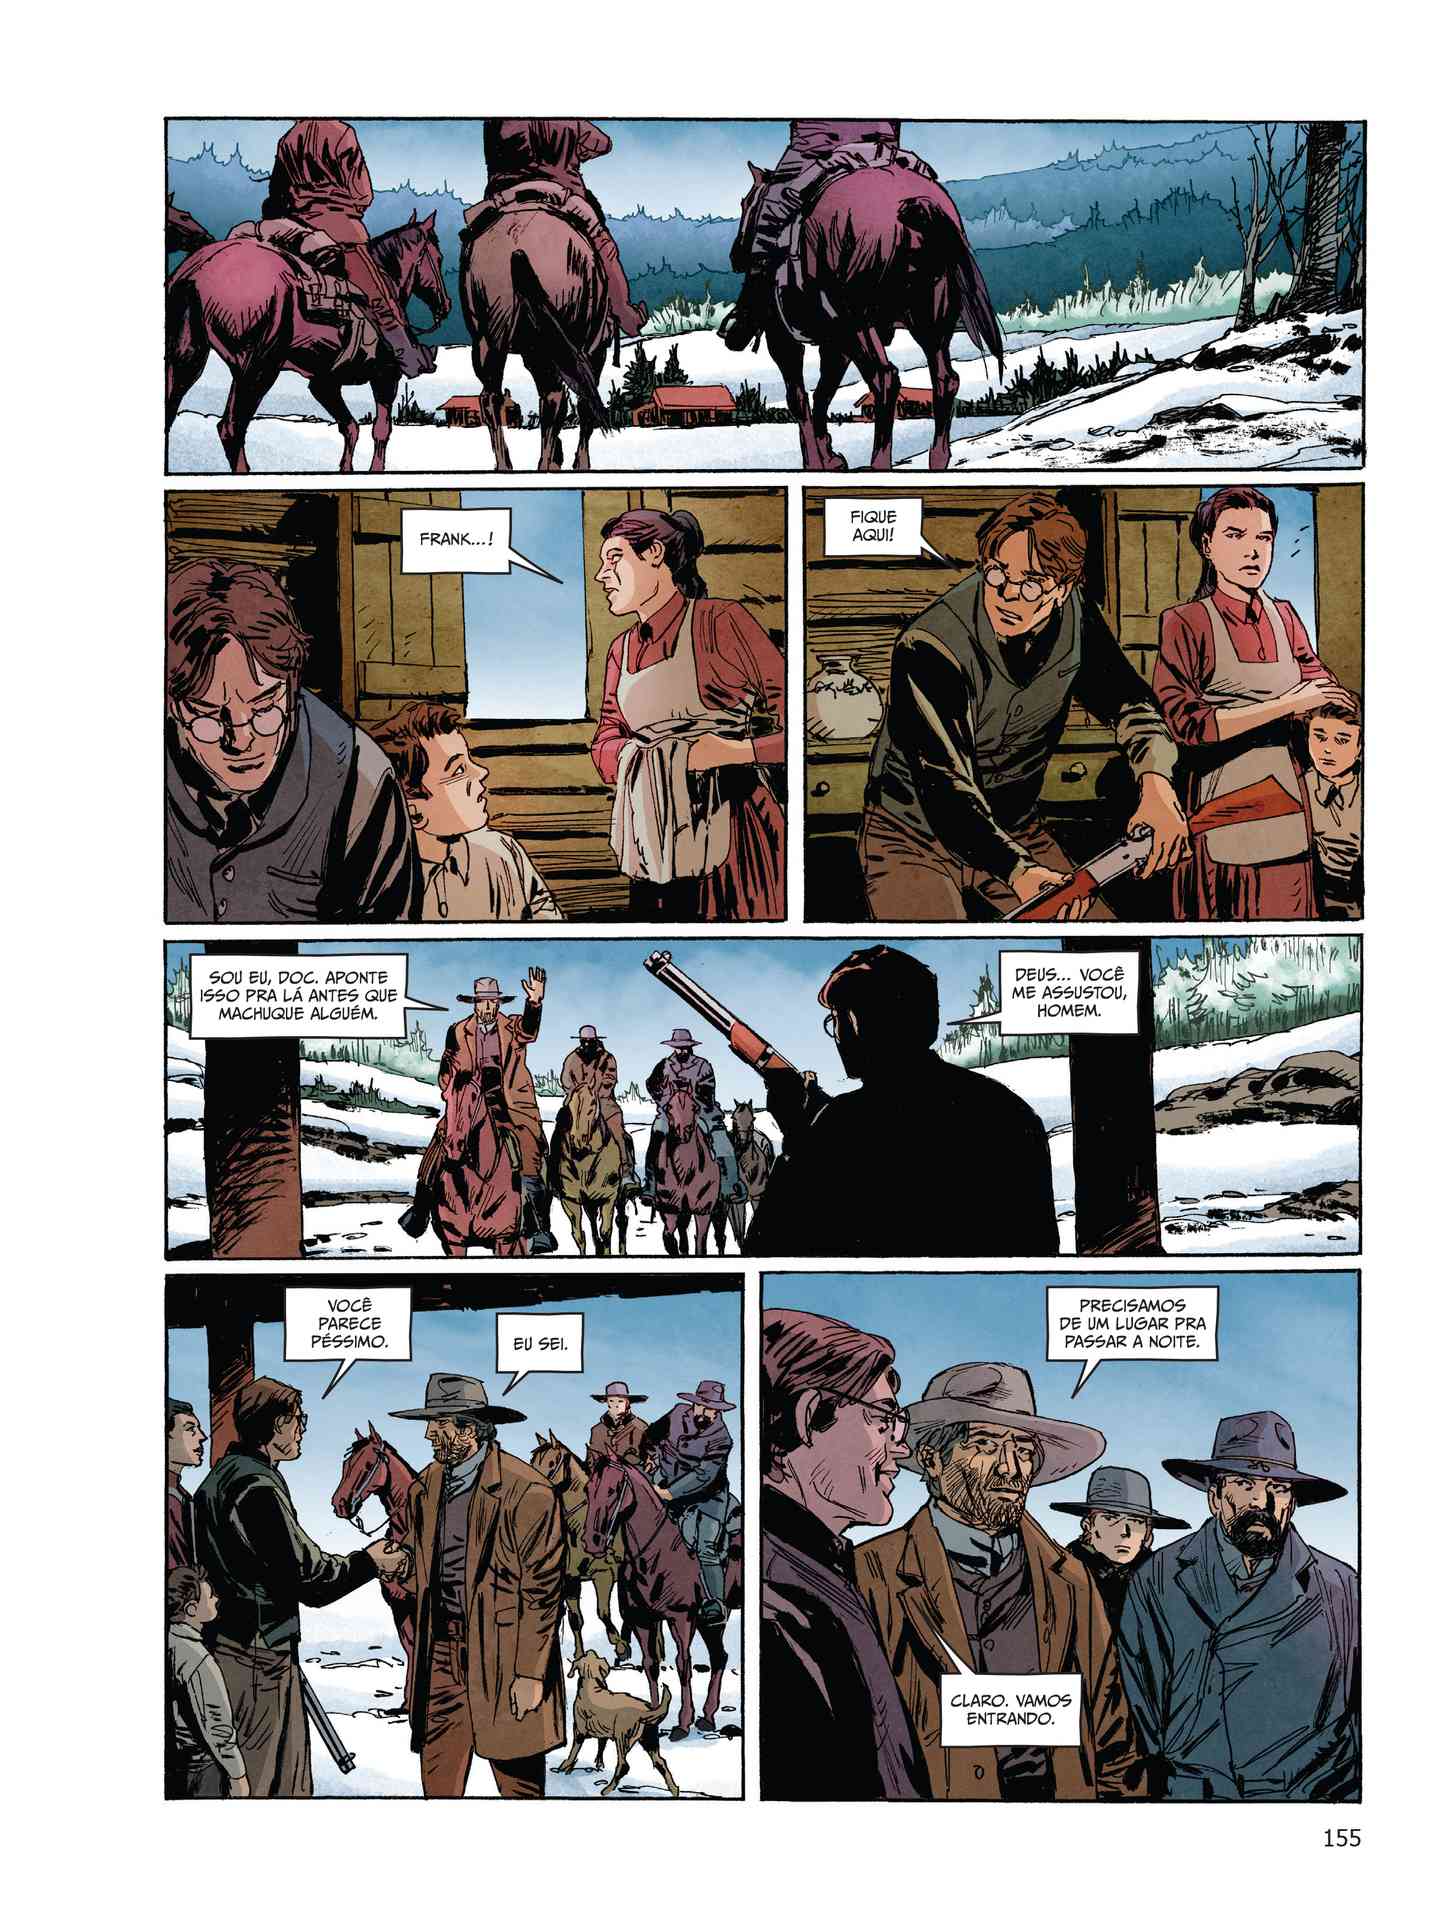 FRANK...!
FIQUE
AQUI!
SOU EU, DOC. APONTE
ISSO PRA LÁ ANTES QUE
MACHUQUE ALGUÉM.
DEUS... VOCÊ
ME ASSUSTOU,
HOMEM.
VOCÊ
PARECE
PÉSSIMO.
EU SEI.
PRECISAMOS
DE UM LUGAR PRA
PASSAR A NOITE.
CLARO. VAMOS
ENTRANDO.
155